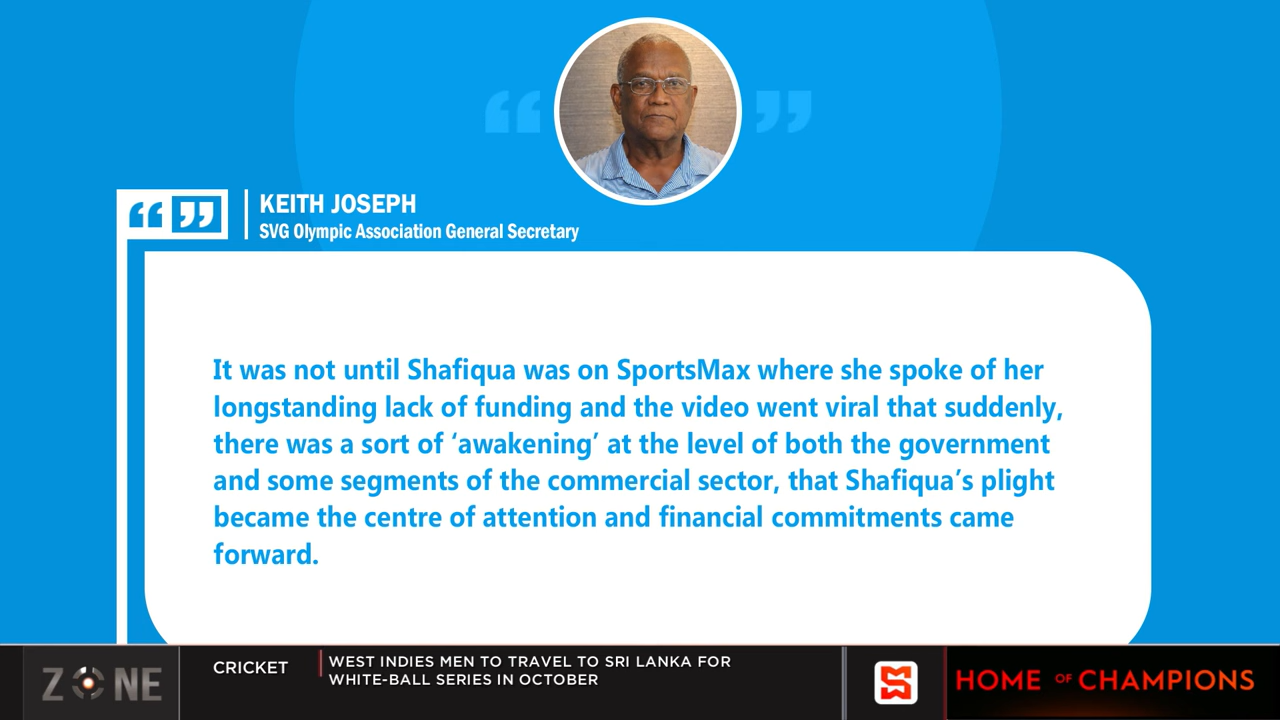 KEITH JOSEPH
SVG Olympic Association General Secretary
It was not until Shafiqua was on SportsMax where she spoke of her
longstanding lack of funding and the video went viral that suddenly,
there was a sort of ‘awakening’ at the level of both the government
and some segments of the commercial sector, that Shafiqua’s plight
became the centre of attention and financial commitments came
forward.
ZONE
CRICKET
WEST INDIES MEN TO TRAVEL TO SRI LANKA FOR
WHITE-BALL SERIES IN OCTOBER
HOME OF CHAMPIONS